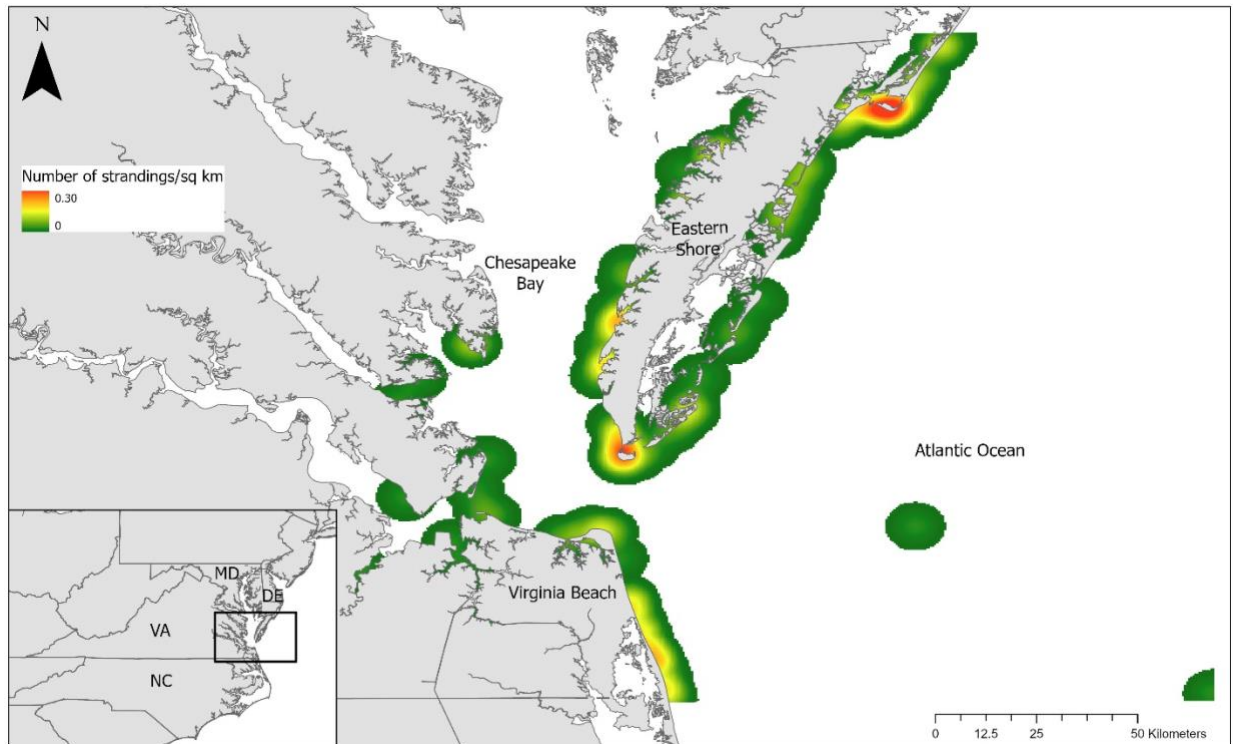 N
Number of strandings/sq km
0.30
0
Eastern
Shore
Chesapeake
Bay
Atlantic Ocean
Virginia Beach
MD
DE
VA
NC
0 12.5 25 50 Kilometers